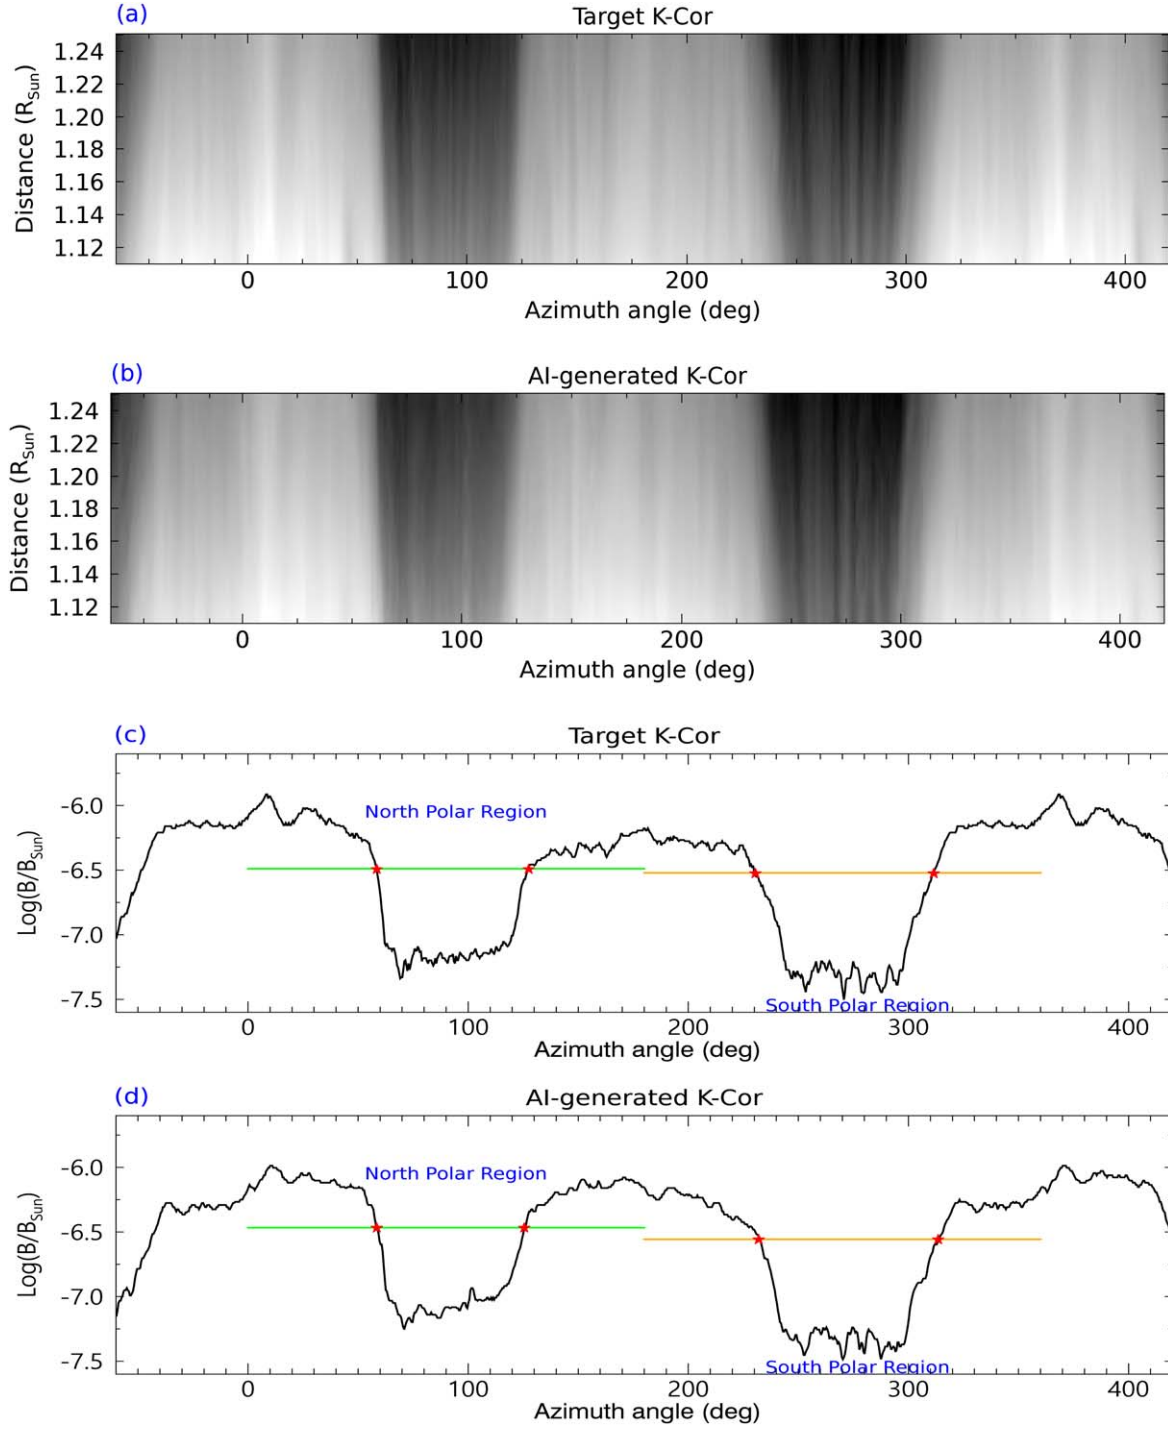 (a)
Target K-Cor
1.24
1.22
1.20
1.18
1.16
1.14
1.12
Distance (R_Sun)
0 100 200 300 400
Azimuth angle (deg)
(b)
AI-generated K-Cor
1.24
1.22
1.20
1.18
1.16
1.14
1.12
Distance (R_Sun)
0 100 200 300 400
Azimuth angle (deg)
(c)
Target K-Cor
-6.0
-6.5
-7.0
-7.5
Log(B/B_Sun)
North Polar Region
South Polar Region
0 100 200 300 400
Azimuth angle (deg)
(d)
AI-generated K-Cor
-6.0
-6.5
-7.0
-7.5
Log(B/B_Sun)
North Polar Region
South Polar Region
0 100 200 300 400
Azimuth angle (deg)